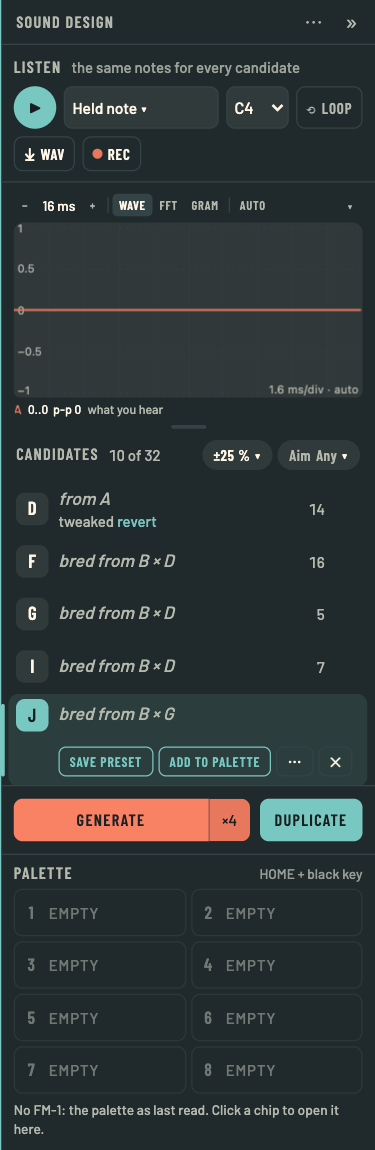 SOUND DESIGN ··· »
LISTEN the same notes for every candidate
Held note ▾ C4 LOOP
WAV REC
− 16 ms + WAVE FFT GRAM AUTO ▾
1
0.5
0
−0.5
−1 1.6 ms/div · auto
A 0..0 p-p 0 what you hear
CANDIDATES 10 of 32 ±25 % ▾ Aim Any ▾
D from A 14
tweaked revert
F bred from B × D 16
G bred from B × D 5
I bred from B × D 7
J bred from B × G
SAVE PRESET ADD TO PALETTE ··· ✕
GENERATE ×4 DUPLICATE
PALETTE HOME + black key
1 EMPTY 2 EMPTY
3 EMPTY 4 EMPTY
5 EMPTY 6 EMPTY
7 EMPTY 8 EMPTY
No FM-1: the palette as last read. Click a chip to open it
here.